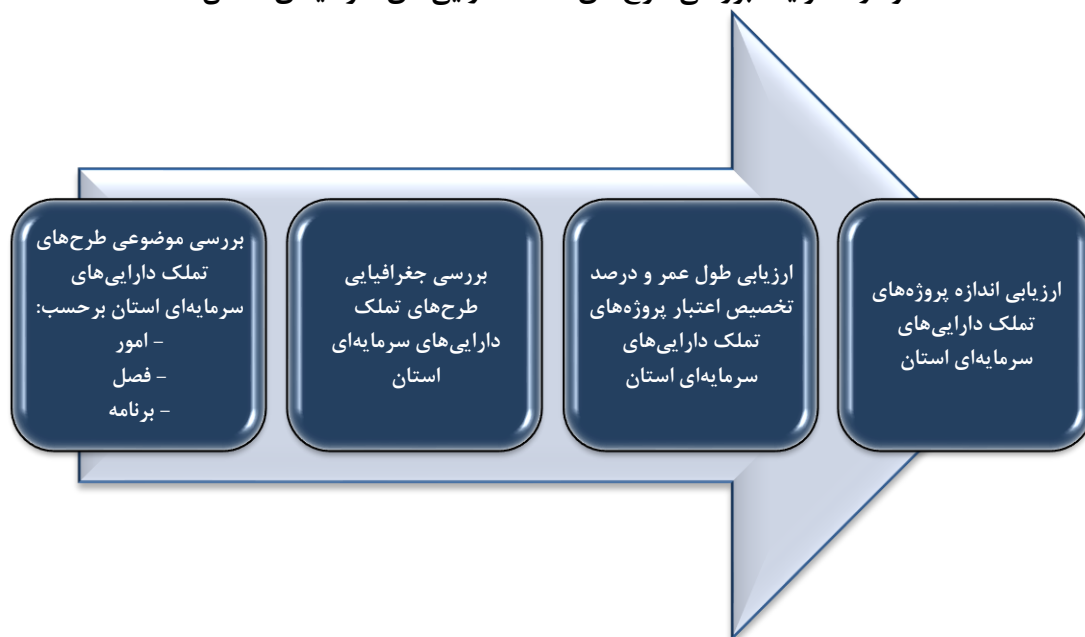 بررسی موضوعی طرح‌های
تملک دارایی‌های
سرمایه‌ای استان برحسب:
- امور
- فصل
- برنامه
بررسی جغرافیایی
طرح‌های تملک
دارایی‌های سرمایه‌ای
استان
ارزیابی طول عمر و درصد
تخصیص اعتبار پروژه‌های
تملک دارایی‌های
سرمایه‌ای استان
ارزیابی اندازه پروژه‌های
تملک دارایی‌های
سرمایه‌ای استان